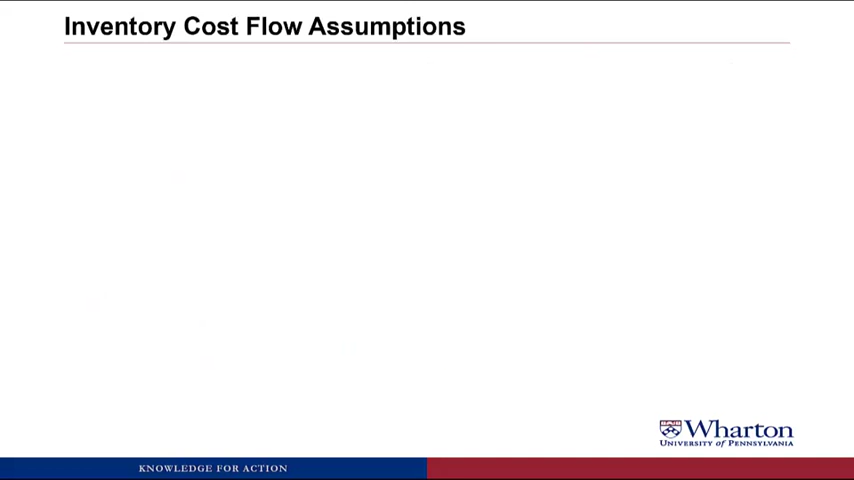 Inventory Cost Flow Assumptions
Wharton
UNIVERSITY of PENNSYLVANIA
KNOWLEDGE FOR ACTION